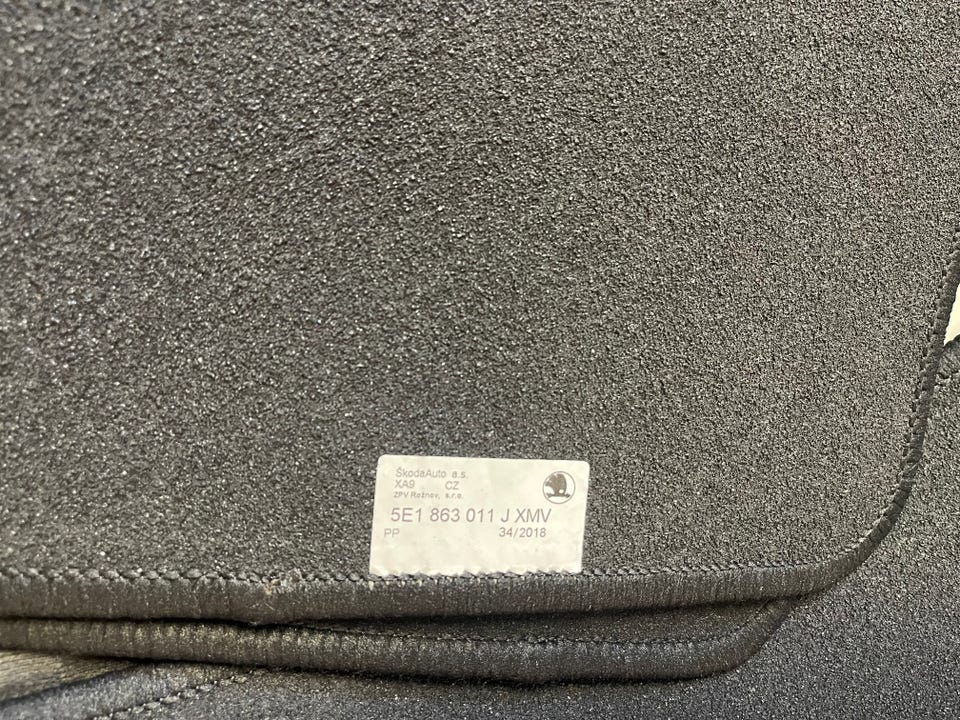 ŠkodaAuto a.s.
XA9 CZ
ZPV Rožnov, s.r.o.
5E1 863 011 J XMV
PP 34/2018